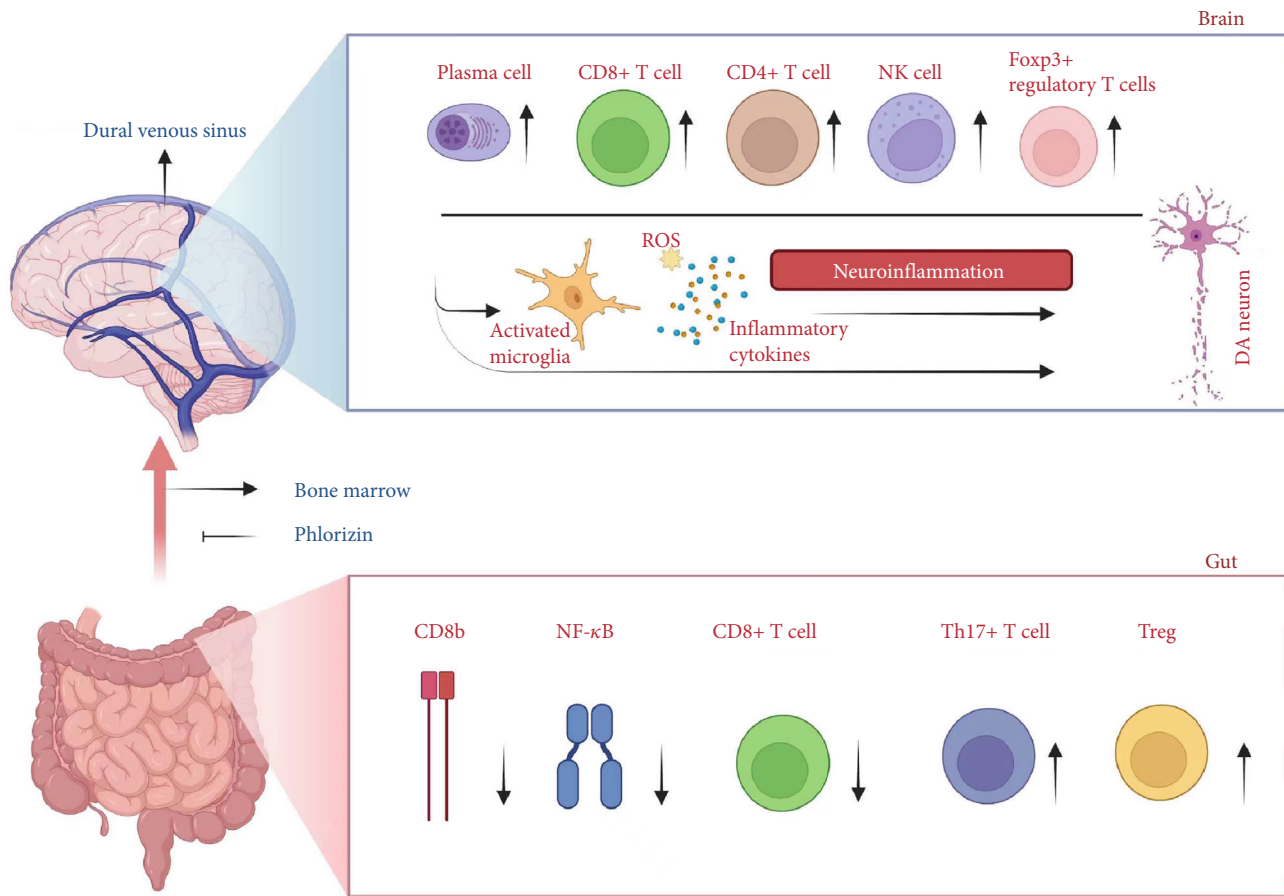 Brain
Plasma cell
CD8+ T cell
CD4+ T cell
NK cell
Foxp3+
regulatory T cells
Dural venous sinus
ROS
Neuroinflammation
Activated
microglia
Inflammatory
cytokines
DA neuron
Bone marrow
Phlorizin
Gut
CD8b
NF-κB
CD8+ T cell
Th17+ T cell
Treg